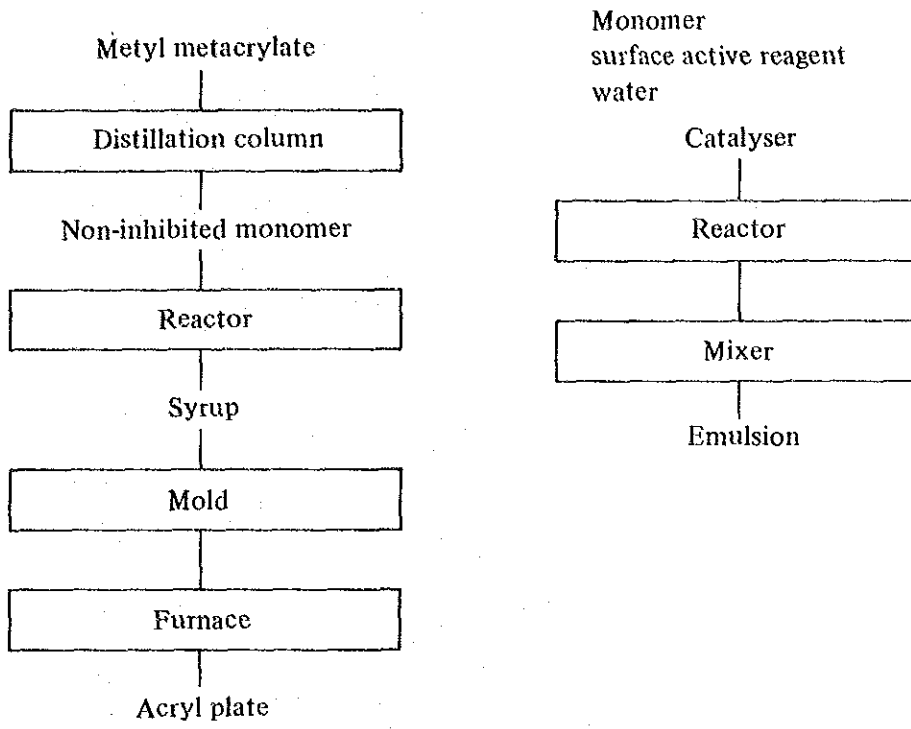 Metyl metacrylate
Distillation column
Non-inhibited monomer
Reactor
Syrup
Mold
Furnace
Acryl plate
Monomer
surface active reagent
water
Catalyser
Reactor
Mixer
Emulsion